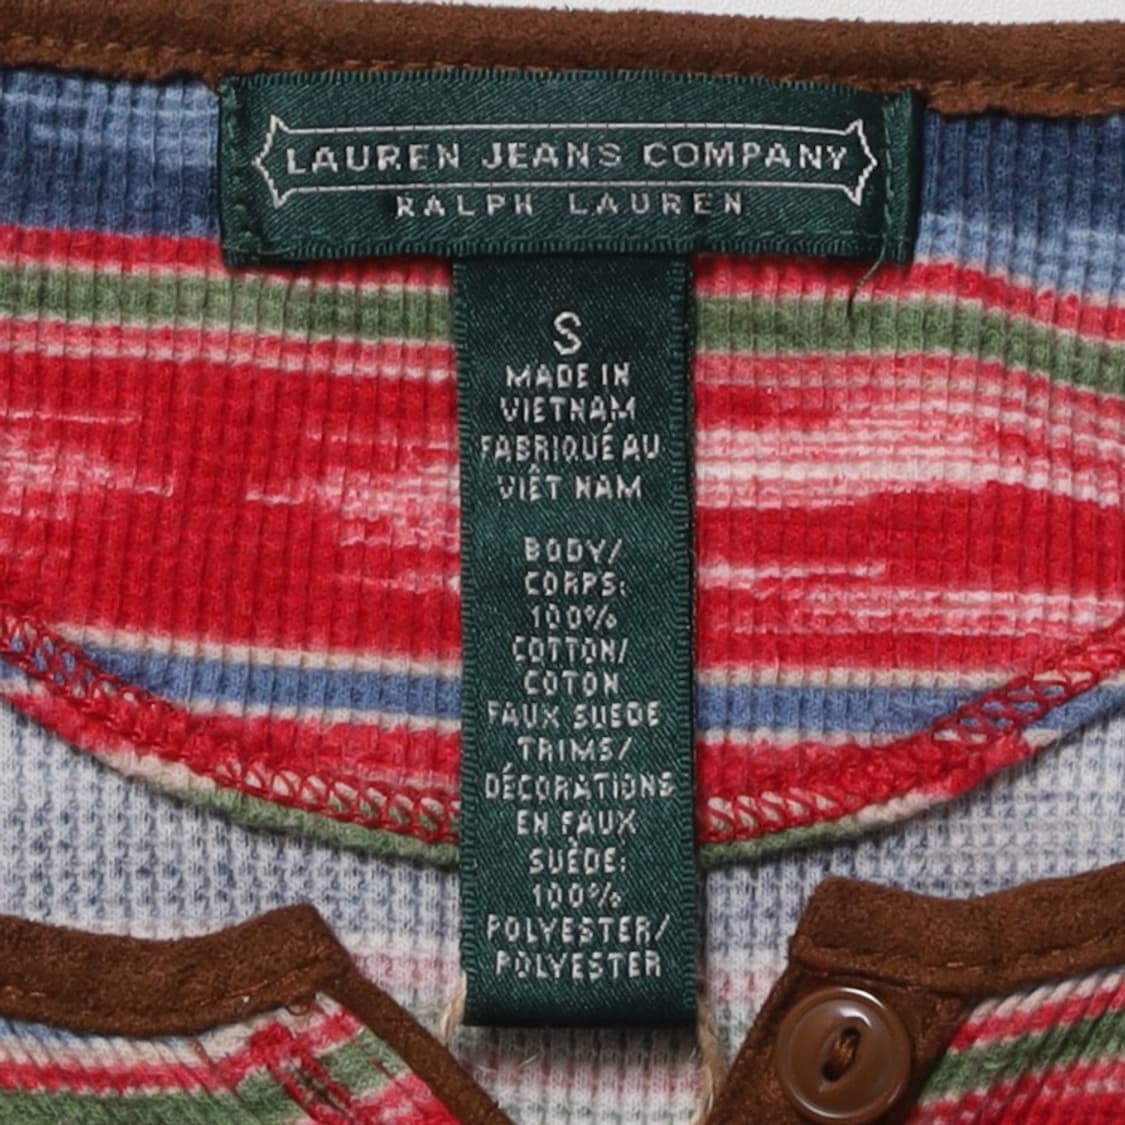 LAUREN JEANS COMPANY
RALPH LAUREN
S
MADE IN
VIETNAM
FABRIQUÉ AU
VIÊT NAM
BODY/
CORPS:
100%
COTTON/
COTON
FAUX SUEDE
TRIMS/
DÉCORATIONS
EN FAUX
SUÈDE:
100%
POLYESTER/
POLYESTER